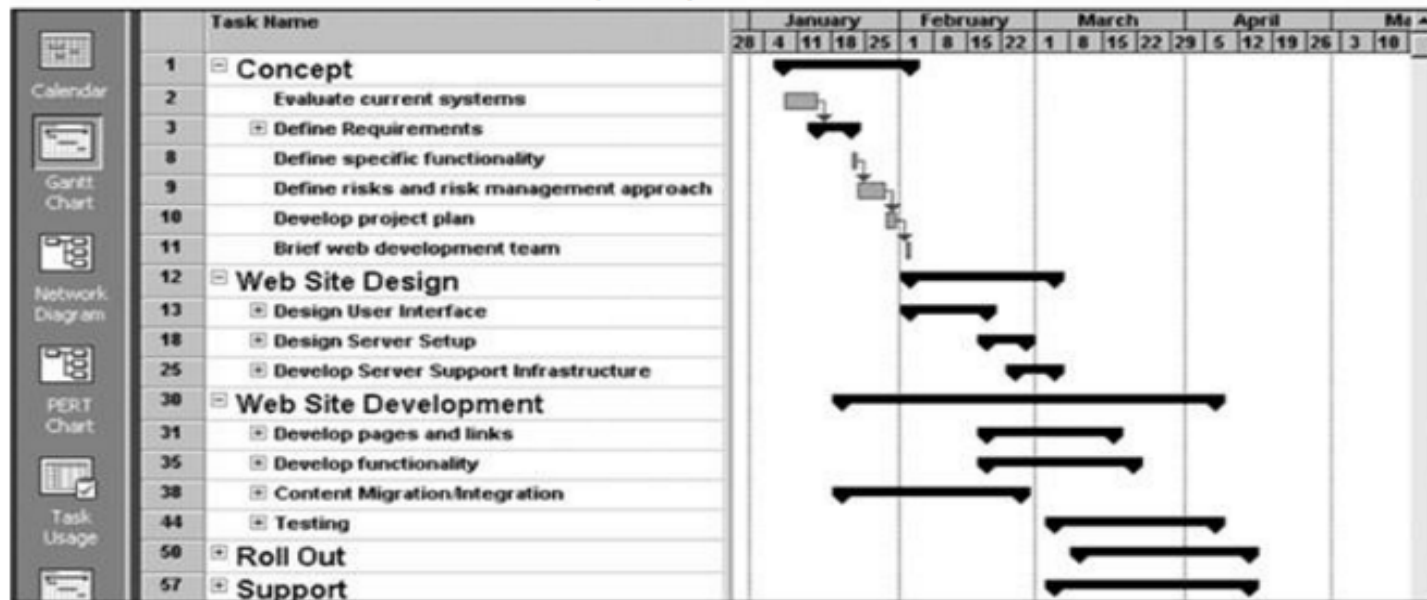 Task Name
January February March April Ma
28 4 11 18 25 1 8 15 22 1 8 15 22 29 5 12 19 26 3 10
Calendar
Gantt
Chart
Network
Diagram
PERT
Chart
Task
Usage
1 Concept
2 Evaluate current systems
3 Define Requirements
8 Define specific functionality
9 Define risks and risk management approach
10 Develop project plan
11 Brief web development team
12 Web Site Design
13 Design User Interface
18 Design Server Setup
25 Develop Server Support Infrastructure
30 Web Site Development
31 Develop pages and links
35 Develop functionality
38 Content Migration/Integration
44 Testing
50 Roll Out
57 Support